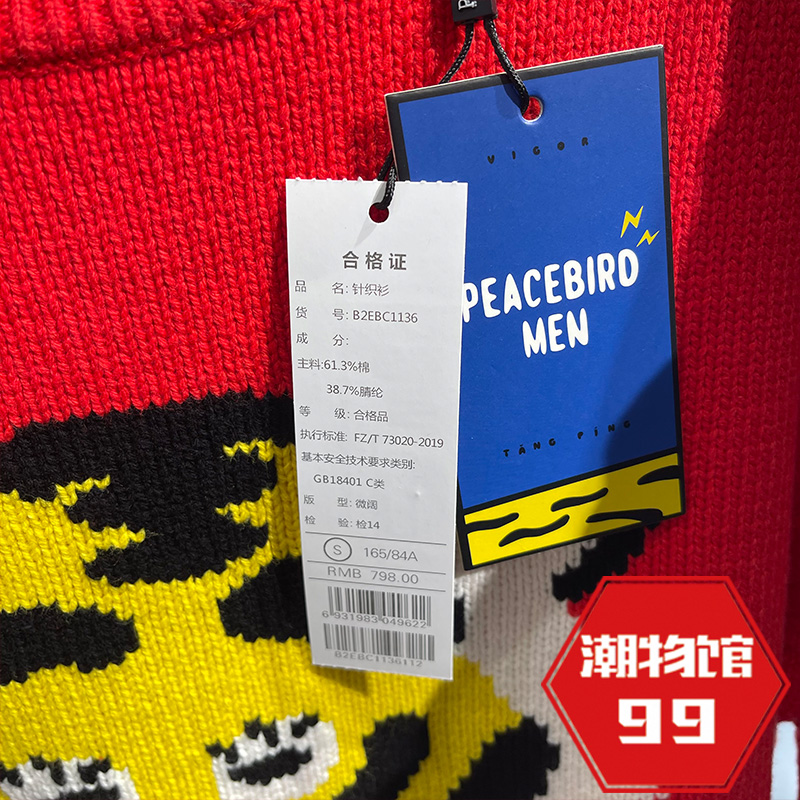 VIGOR
PEACEBIRD
MEN
TĀNG PÍNG
合格证
品 名: 针织衫
货 号: B2EBC1136
成 分:
主料:61.3%棉
38.7%腈纶
等 级: 合格品
执行标准: FZ/T 73020-2019
基本安全技术要求类别:
GB18401 C类
版 型: 微阔
检 验: 检14
S 165/84A
RMB 798.00
6 931983 049622
B2EBC1136112
潮物馆
99